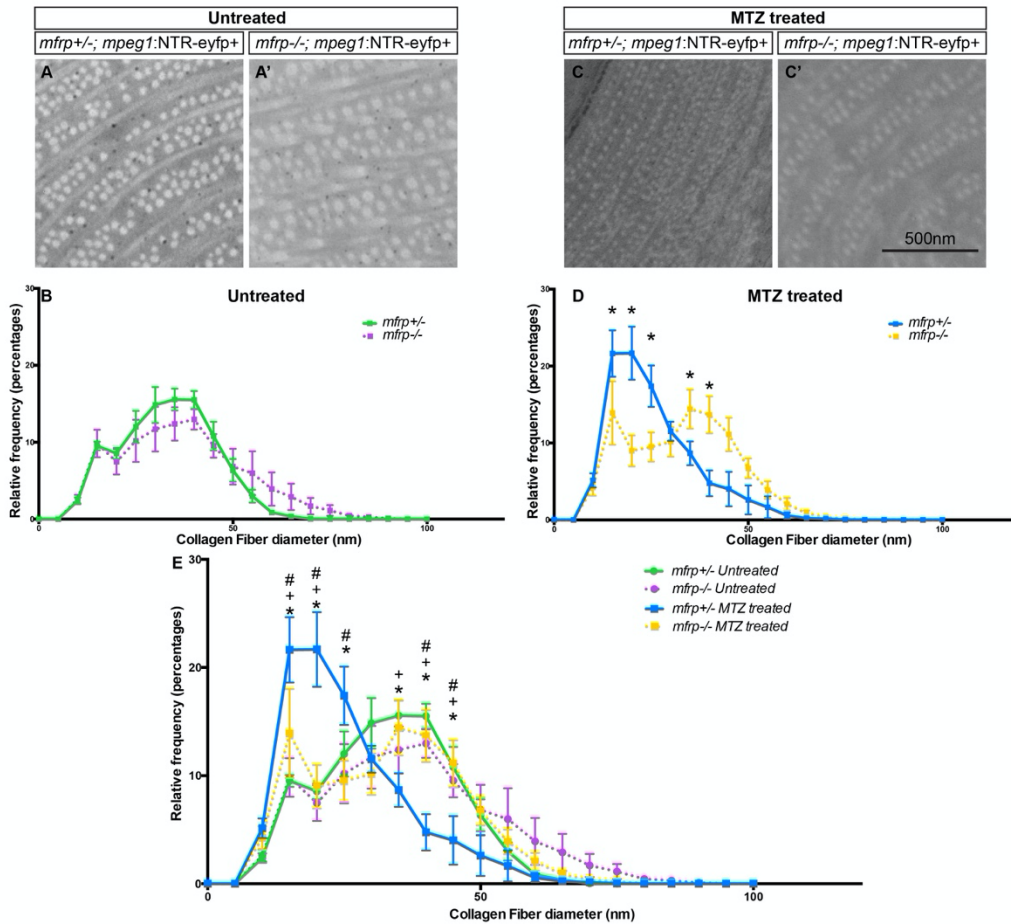 Untreated
mfrp+/-; mpeg1:NTR-eyfp+ mfrp-/-; mpeg1:NTR-eyfp+
A A'
MTZ treated
mfrp+/-; mpeg1:NTR-eyfp+ mfrp-/-; mpeg1:NTR-eyfp+
C C'
500nm
B Untreated
Relative frequency (percentages)
30
20
10
0
0 50 100
Collagen Fiber diameter (nm)
mfrp+/-
mfrp-/-
D MTZ treated
Relative frequency (percentages)
30
20
10
0
0 50 100
Collagen Fiber diameter (nm)
* * * * *
mfrp+/-
mfrp-/-
E
Relative frequency (percentages)
30
20
10
0
0 50 100
Collagen Fiber diameter (nm)
# # # # #
+ + + + +
* * * * * *
mfrp+/- Untreated
mfrp-/- Untreated
mfrp+/- MTZ treated
mfrp-/- MTZ treated